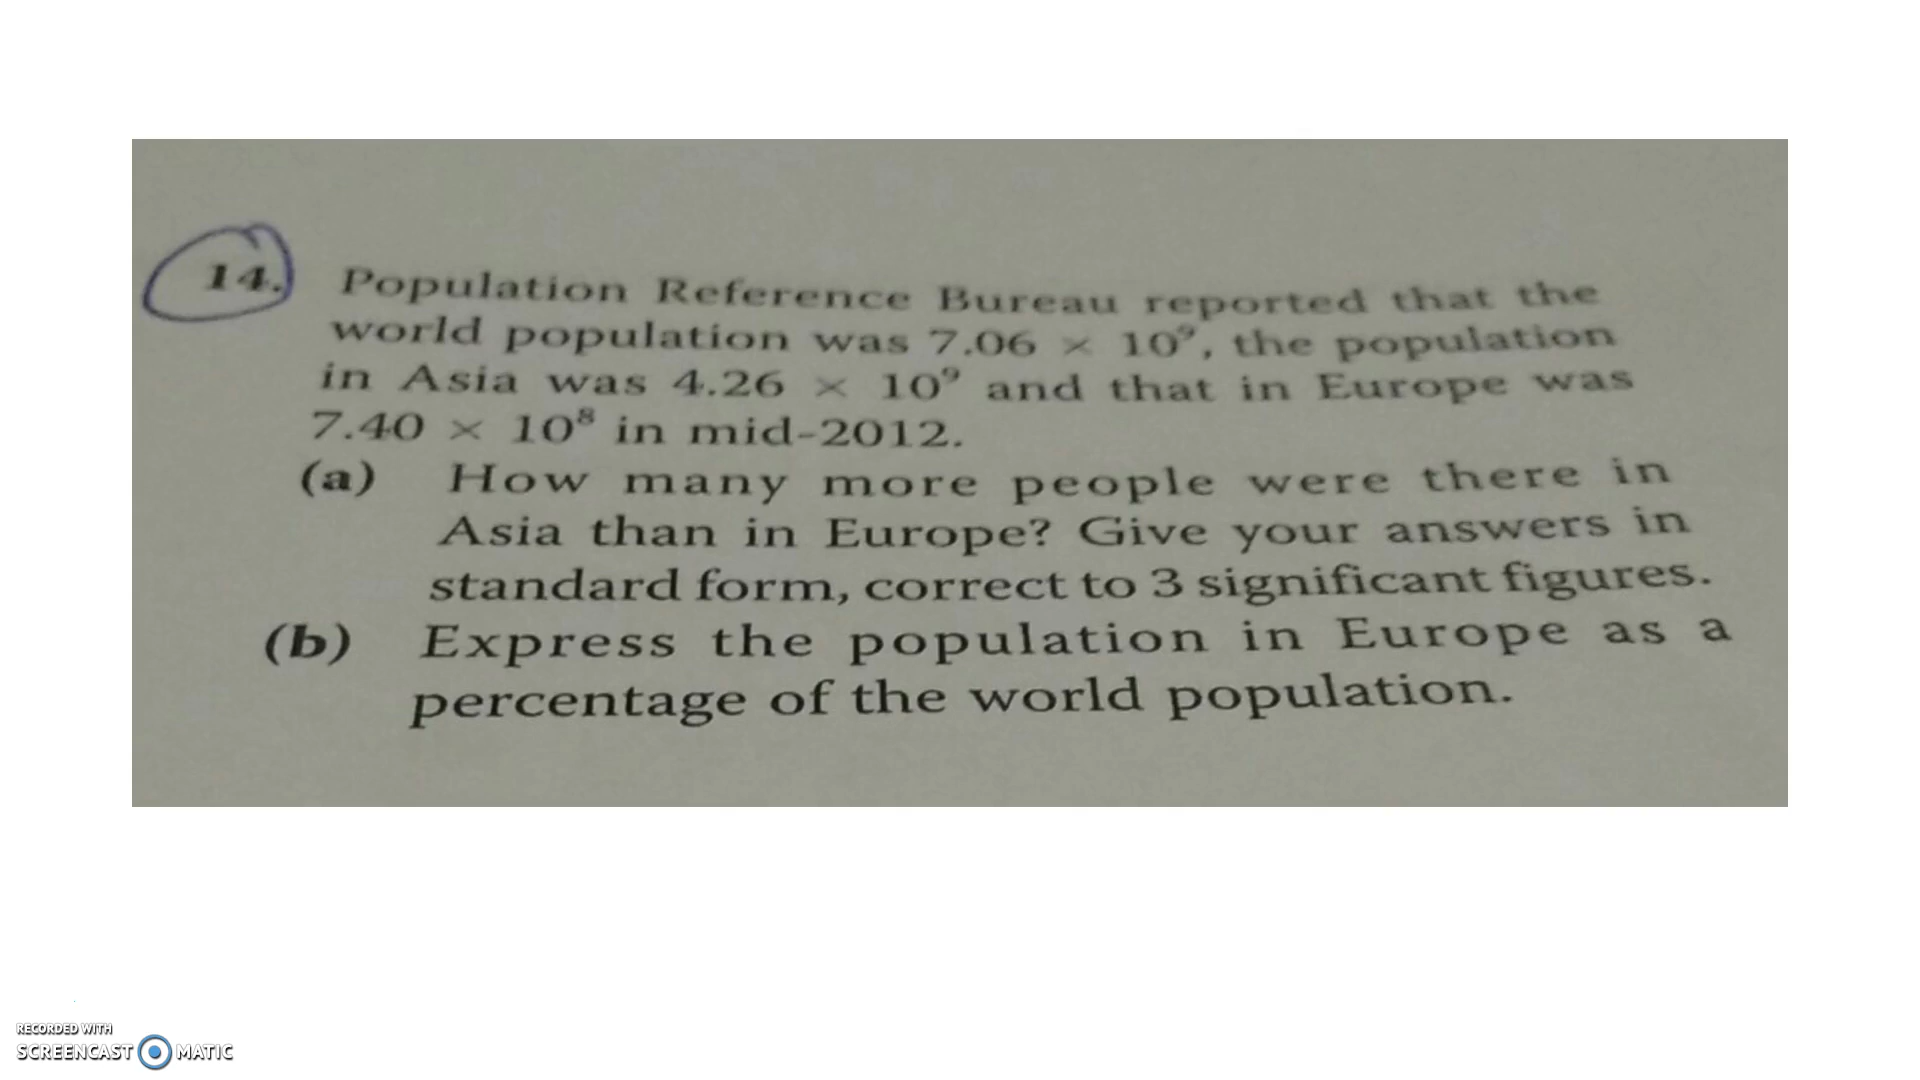 14. Population Reference Bureau reported that the
world population was 7.06 × 10⁹, the population
in Asia was 4.26 × 10⁹ and that in Europe was
7.40 × 10⁸ in mid-2012.
(a) How many more people were there in
Asia than in Europe? Give your answers in
standard form, correct to 3 significant figures.
(b) Express the population in Europe as a
percentage of the world population.
RECORDED WITH
SCREENCAST MATIC